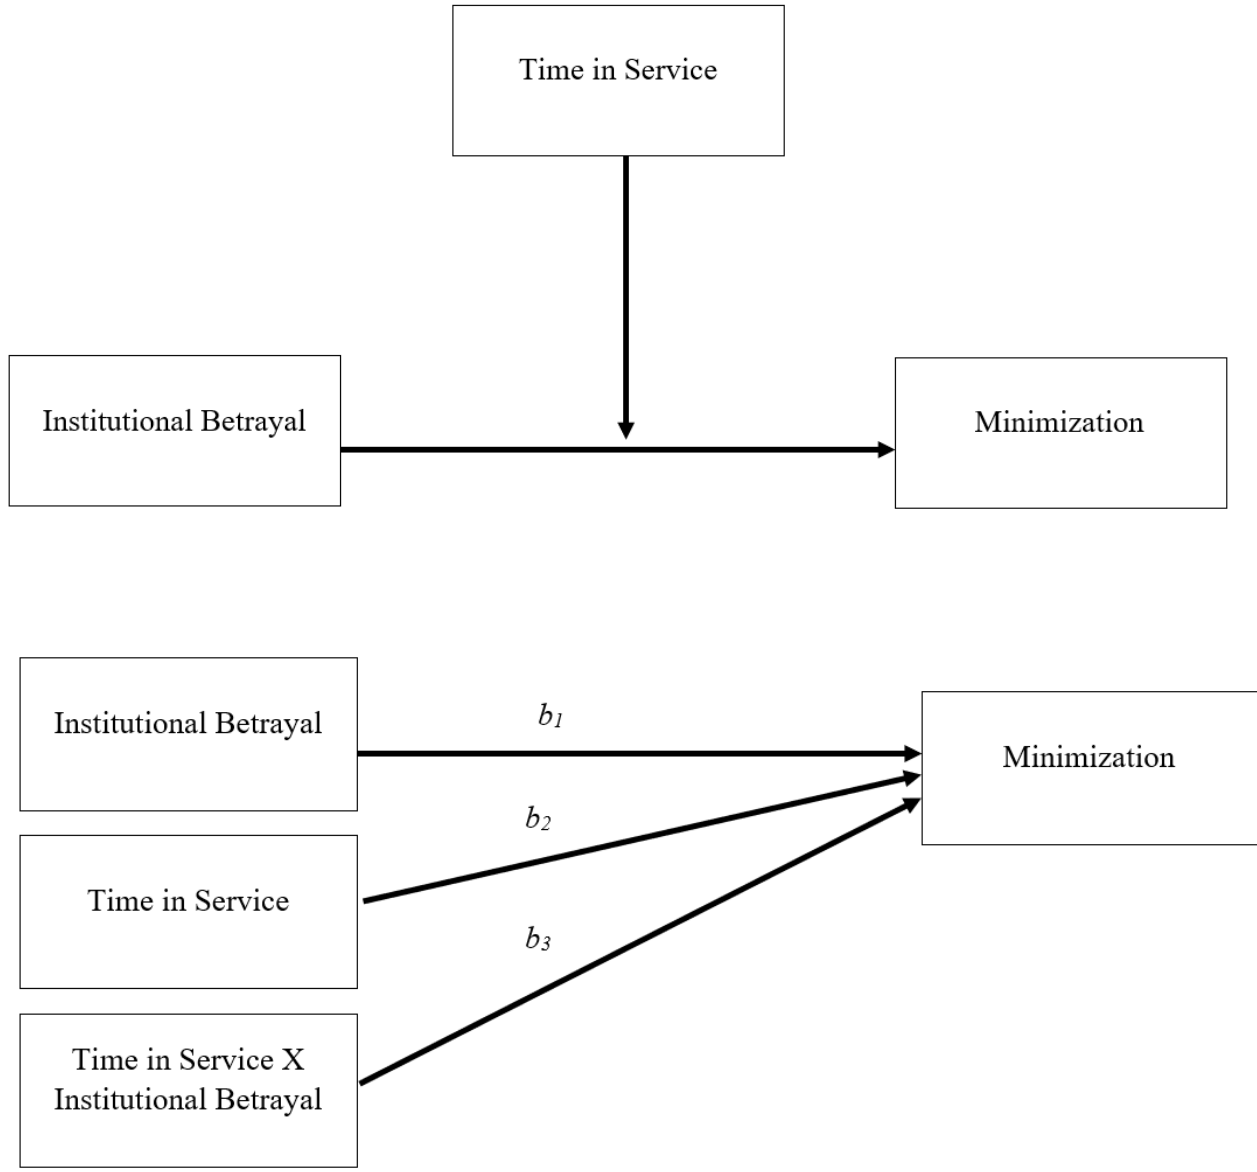 Time in Service
Institutional Betrayal
Minimization
Institutional Betrayal
b1
Minimization
b2
Time in Service
b3
Time in Service X
Institutional Betrayal